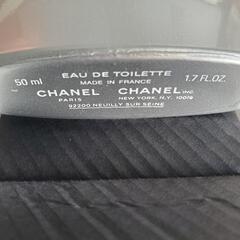 EAU DE TOILETTE
50 ml MADE IN FRANCE 1.7 FL.OZ.
CHANEL CHANEL INC.
PARIS NEW YORK, N.Y. 10019
92200 NEUILLY SUR SEINE